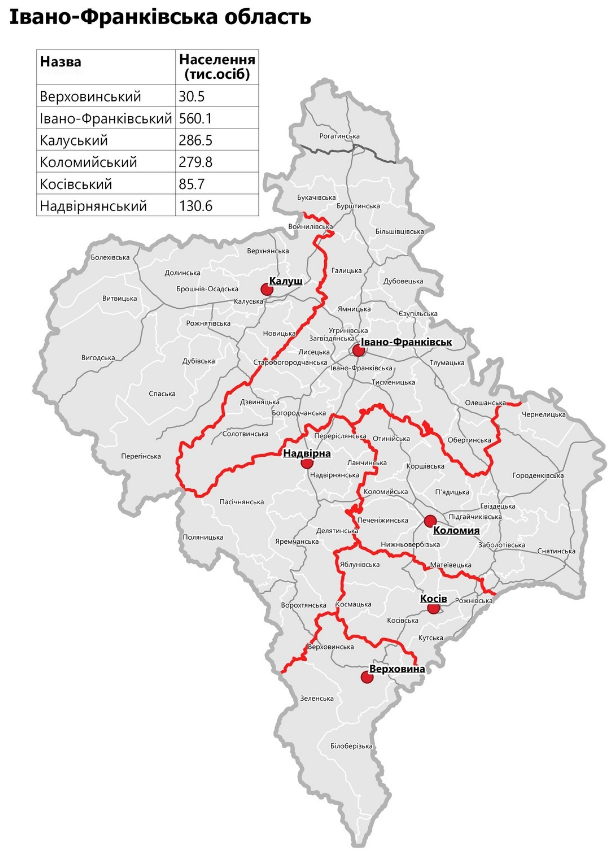 Івано-Франківська область
Назва Населення (тис.осіб)
Верховинський 30.5
Івано-Франківський 560.1
Калуський 286.5
Коломийський 279.8
Косівський 85.7
Надвірнянський 130.6
Рогатинська
Букачівська
Бурштинська
Войнилівська
Більшівцівська
Верхнянська
Болехівська
Галицька
Долинська
Калуш
Дубовецька
Брошнів-Осадська
Витвицька
Калуська
Ямницька
Єзупільська
Рожнятівська
Угринівська
Новицька
Загвіздянська
Івано-Франківськ
Лисецька
Вигодська
Дубівська
Старобогородчанська
Івано-Франківська
Тлумацька
Тисменицька
Спаська
Дзвиняцька
Олешанська
Богородчанська
Чернелицька
Солотвинська
Переріслянська
Отинійська
Обертинська
Перегінська
Надвірна
Ланчинська
Коршівська
Надвірнянська
Городенківська
Коломийська
П'ядицька
Пасічнянська
Гвіздецька
Печеніжинська
Підгайчиківська
Делятинська
Коломия
Поляницька
Яремчанська
Нижньовербізька
Заболотівська
Снятинська
Яблунівська
Матеївецька
Косів
Рожнівська
Ворохтянська
Космацька
Косівська
Кутська
Верховинська
Верховина
Зеленська
Білоберізька